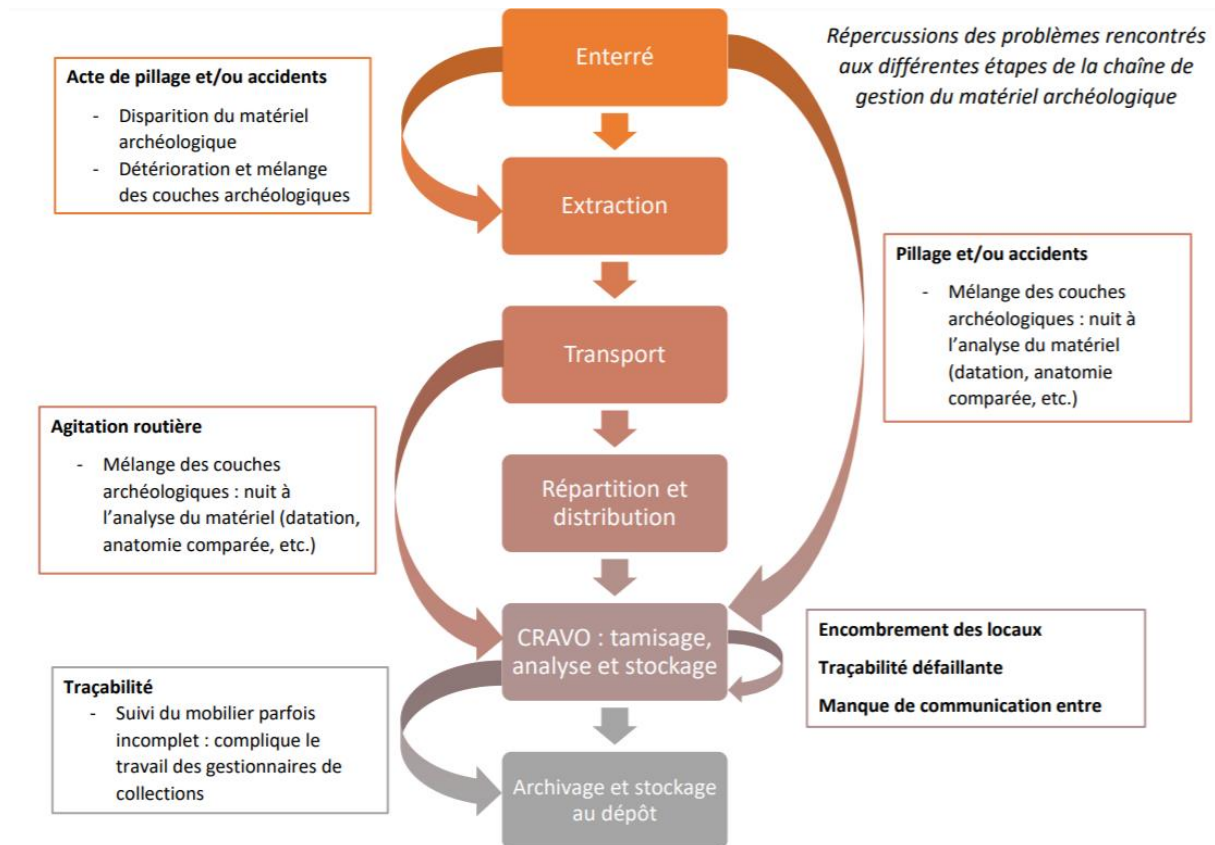 Répercussions des problèmes rencontrés
aux différentes étapes de la chaîne de
gestion du matériel archéologique
Enterré
Acte de pillage et/ou accidents
- Disparition du matériel
archéologique
- Détérioration et mélange
des couches archéologiques
Extraction
Pillage et/ou accidents
- Mélange des couches
archéologiques : nuit à
l'analyse du matériel
(datation, anatomie
comparée, etc.)
Transport
Agitation routière
- Mélange des couches
archéologiques : nuit à
l'analyse du matériel (datation,
anatomie comparée, etc.)
Répartition et
distribution
CRAVO : tamisage,
analyse et stockage
Encombrement des locaux
Traçabilité défaillante
Manque de communication entre
Traçabilité
- Suivi du mobilier parfois
incomplet : complique le
travail des gestionnaires de
collections
Archivage et stockage
au dépôt